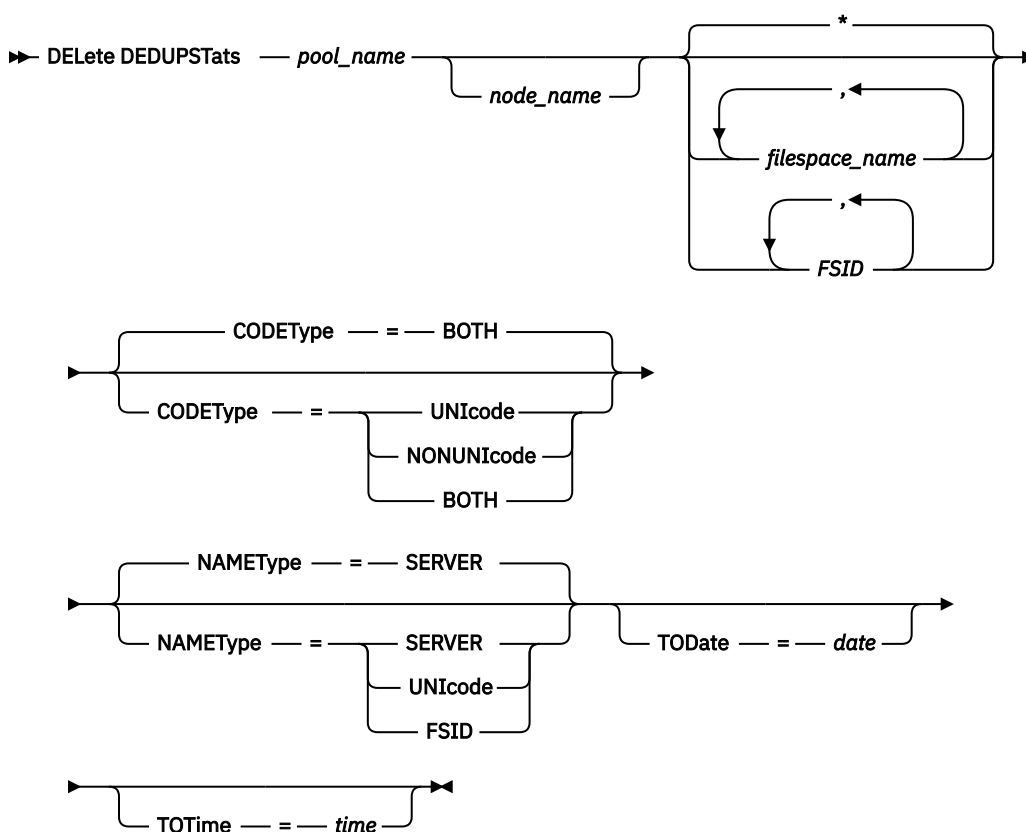 *
DELete DEDUPSTats pool_name
node_name
,
filespace_name
,
FSID
CODEType = BOTH
CODEType = UNIcode
NONUNIcode
BOTH
NAMEType = SERVER
NAMEType = SERVER
UNIcode
FSID
TODate = date
TOTime = time